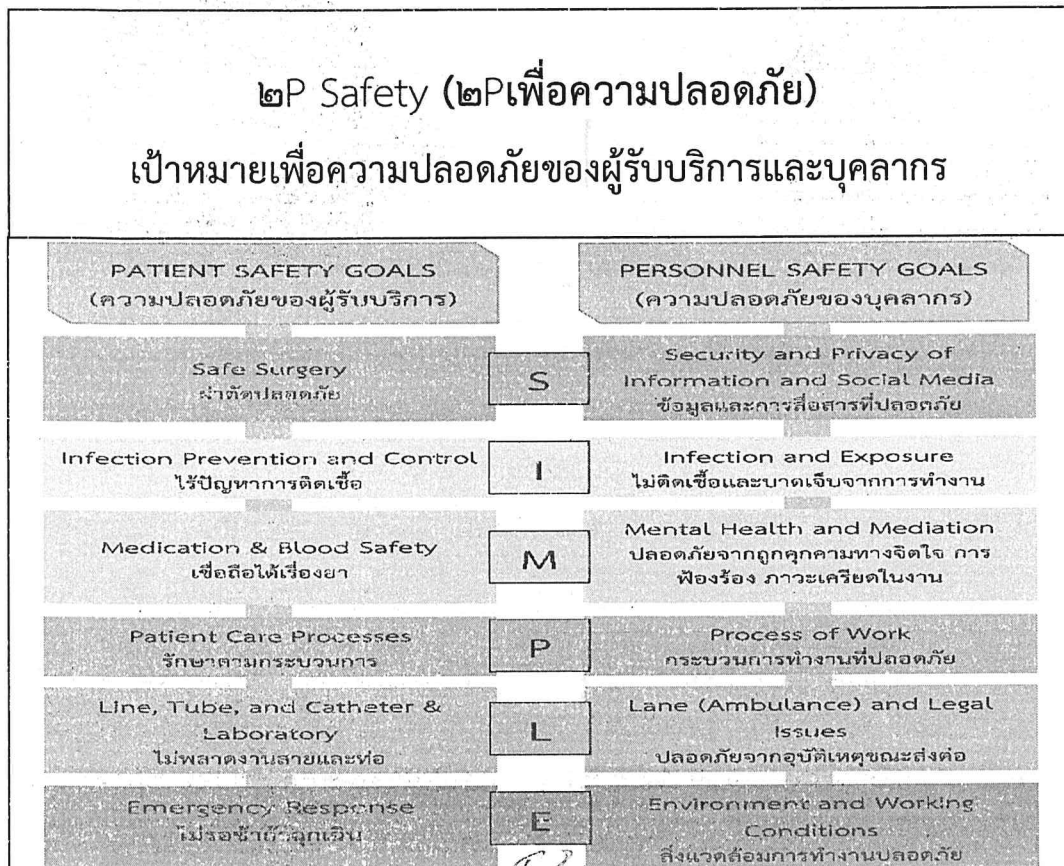 ๒P Safety (๒Pเพื่อความปลอดภัย)
เป้าหมายเพื่อความปลอดภัยของผู้รับบริการและบุคลากร
PATIENT SAFETY GOALS
(ความปลอดภัยของผู้รับบริการ)
PERSONNEL SAFETY GOALS
(ความปลอดภัยของบุคลากร)
Safe Surgery
ผ่าตัดปลอดภัย
S
Security and Privacy of
Information and Social Media
ข้อมูลและการสื่อสารที่ปลอดภัย
Infection Prevention and Control
ไร้ปัญหาการติดเชื้อ
I
Infection and Exposure
ไม่ติดเชื้อและบาดเจ็บจากการทำงาน
Medication & Blood Safety
เชื่อถือได้เรื่องยา
M
Mental Health and Mediation
ปลอดภัยจากถูกคุกคามทางจิตใจ การ
ฟ้องร้อง ภาวะเครียดในงาน
Patient Care Processes
รักษาตามกระบวนการ
P
Process of Work
กระบวนการทำงานที่ปลอดภัย
Line, Tube, and Catheter &
Laboratory
ไม่พลาดงานสายและท่อ
L
Lane (Ambulance) and Legal
Issues
ปลอดภัยจากอุบัติเหตุขณะส่งต่อ
Emergency Response
ไม่รอช้าถ้าฉุกเฉิน
E
Environment and Working
Conditions
สิ่งแวดล้อมการทำงานปลอดภัย